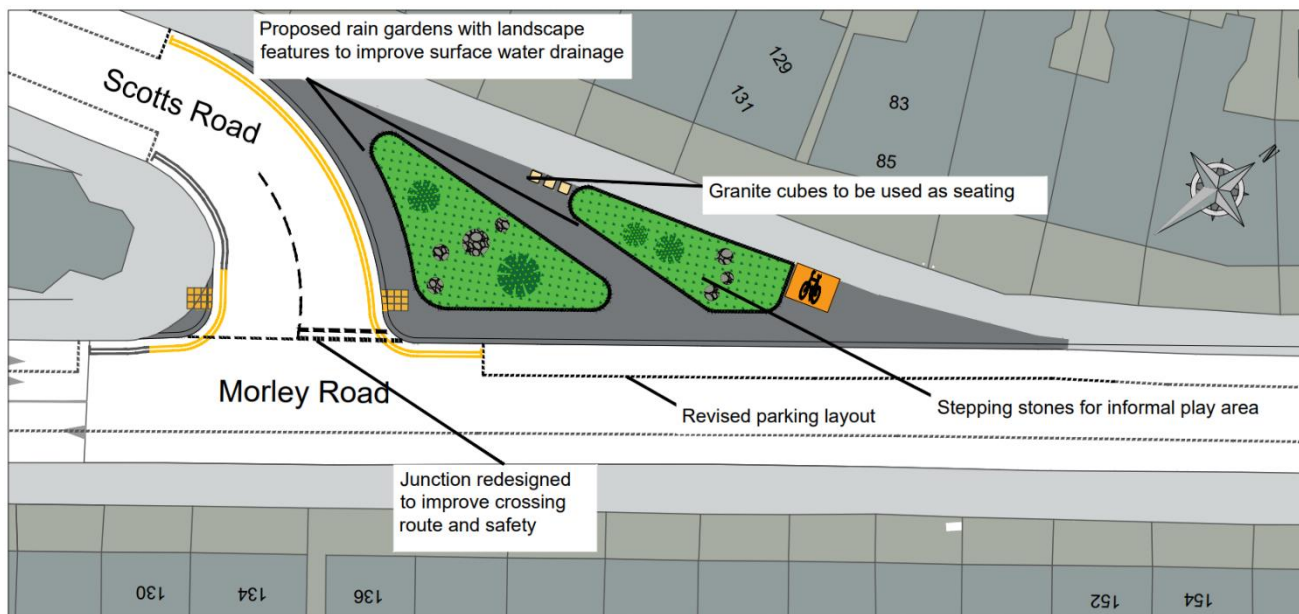 Proposed rain gardens with landscape
features to improve surface water drainage
Scotts Road
129
131
83
85
N
Granite cubes to be used as seating
Morley Road
Revised parking layout
Stepping stones for informal play area
Junction redesigned
to improve crossing
route and safety
130
134
136
152
154